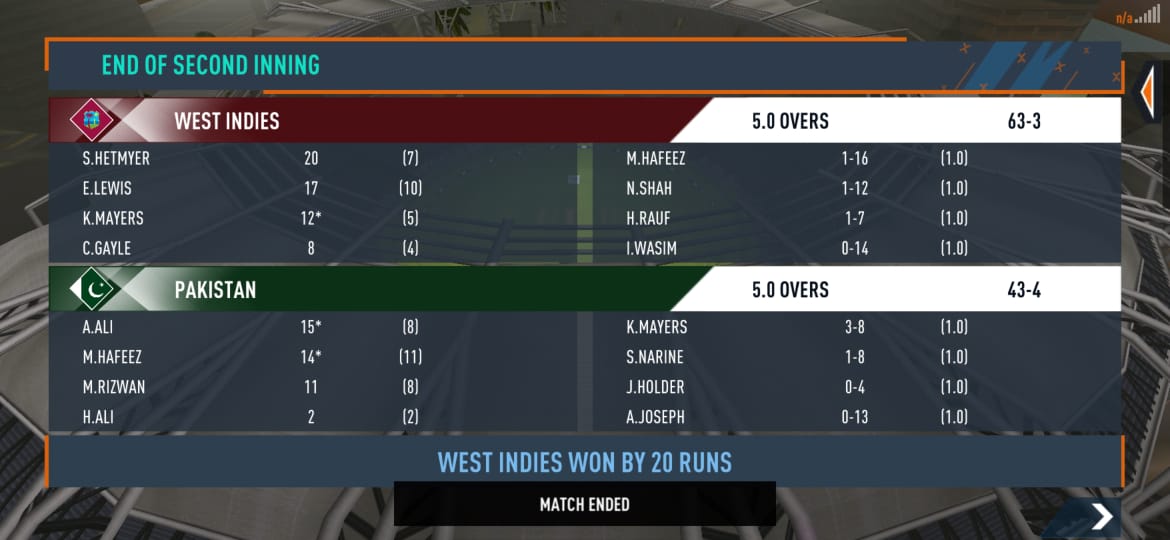 n/a
END OF SECOND INNING
WEST INDIES 5.0 OVERS 63-3
S.HETMYER 20 (7) M.HAFEEZ 1-16 (1.0)
E.LEWIS 17 (10) N.SHAH 1-12 (1.0)
K.MAYERS 12* (5) H.RAUF 1-7 (1.0)
C.GAYLE 8 (4) I.WASIM 0-14 (1.0)
PAKISTAN 5.0 OVERS 43-4
A.ALI 15* (8) K.MAYERS 3-8 (1.0)
M.HAFEEZ 14* (11) S.NARINE 1-8 (1.0)
M.RIZWAN 11 (8) J.HOLDER 0-4 (1.0)
H.ALI 2 (2) A.JOSEPH 0-13 (1.0)
WEST INDIES WON BY 20 RUNS
MATCH ENDED